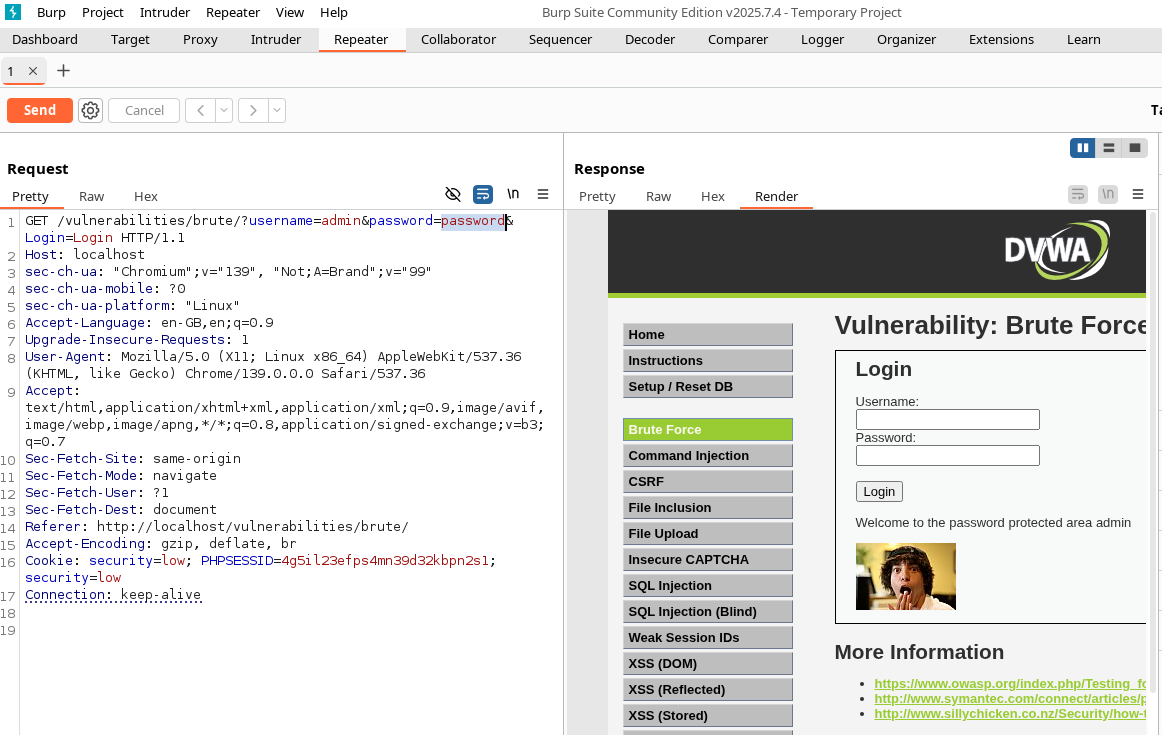 Burp Project Intruder Repeater View Help Burp Suite Community Edition v2025.7.4 - Temporary Project
Dashboard Target Proxy Intruder Repeater Collaborator Sequencer Decoder Comparer Logger Organizer Extensions Learn
1 × +
Send Cancel < >
Request
Pretty Raw Hex \n
1 GET /vulnerabilities/brute/?username=admin&password=password&
Login=Login HTTP/1.1
2 Host: localhost
3 sec-ch-ua: "Chromium";v="139", "Not;A=Brand";v="99"
4 sec-ch-ua-mobile: ?0
5 sec-ch-ua-platform: "Linux"
6 Accept-Language: en-GB,en;q=0.9
7 Upgrade-Insecure-Requests: 1
8 User-Agent: Mozilla/5.0 (X11; Linux x86_64) AppleWebKit/537.36
(KHTML, like Gecko) Chrome/139.0.0.0 Safari/537.36
9 Accept:
text/html,application/xhtml+xml,application/xml;q=0.9,image/avif,
image/webp,image/apng,*/*;q=0.8,application/signed-exchange;v=b3;
q=0.7
10 Sec-Fetch-Site: same-origin
11 Sec-Fetch-Mode: navigate
12 Sec-Fetch-User: ?1
13 Sec-Fetch-Dest: document
14 Referer: http://localhost/vulnerabilities/brute/
15 Accept-Encoding: gzip, deflate, br
16 Cookie: security=low; PHPSESSID=4g5il23efps4mn39d32kbpn2s1;
security=low
17 Connection: keep-alive
18
19
Response
Pretty Raw Hex Render \n
DVWA
Home
Instructions
Setup / Reset DB
Brute Force
Command Injection
CSRF
File Inclusion
File Upload
Insecure CAPTCHA
SQL Injection
SQL Injection (Blind)
Weak Session IDs
XSS (DOM)
XSS (Reflected)
XSS (Stored)
Vulnerability: Brute Force
Login
Username:
Password:
Login
Welcome to the password protected area admin
More Information
https://www.owasp.org/index.php/Testing_fo
http://www.symantec.com/connect/articles/p
http://www.sillychicken.co.nz/Security/how-t